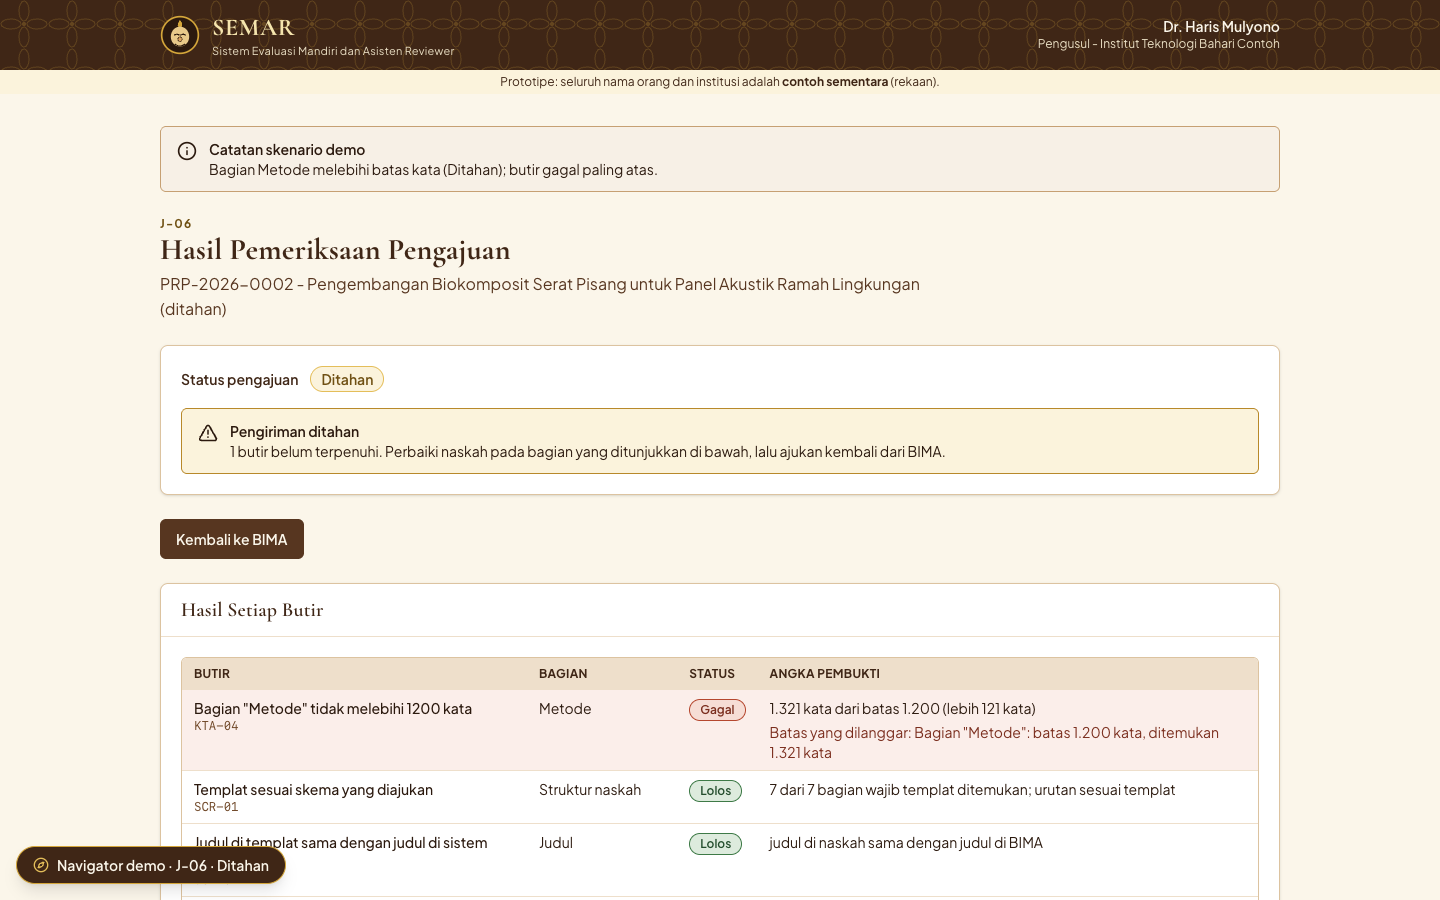 SEMAR
Sistem Evaluasi Mandiri dan Asisten Reviewer
Dr. Haris Mulyono
Pengusul - Institut Teknologi Bahari Contoh
Prototipe: seluruh nama orang dan institusi adalah contoh sementara (rekaan).
Catatan skenario demo
Bagian Metode melebihi batas kata (Ditahan); butir gagal paling atas.
J-06
Hasil Pemeriksaan Pengajuan
PRP-2026-0002 - Pengembangan Biokomposit Serat Pisang untuk Panel Akustik Ramah Lingkungan
(ditahan)
Status pengajuan Ditahan
Pengiriman ditahan
1 butir belum terpenuhi. Perbaiki naskah pada bagian yang ditunjukkan di bawah, lalu ajukan kembali dari BIMA.
Kembali ke BIMA
Hasil Setiap Butir
BUTIR BAGIAN STATUS ANGKA PEMBUKTI
Bagian "Metode" tidak melebihi 1200 kata Metode Gagal 1.321 kata dari batas 1.200 (lebih 121 kata)
KTA-04
Batas yang dilanggar: Bagian "Metode": batas 1.200 kata, ditemukan
1.321 kata
Templat sesuai skema yang diajukan Struktur naskah Lolos 7 dari 7 bagian wajib templat ditemukan; urutan sesuai templat
SCR-01
Judul di templat sama dengan judul di sistem Judul Lolos judul di naskah sama dengan judul di BIMA
Navigator demo · J-06 · Ditahan